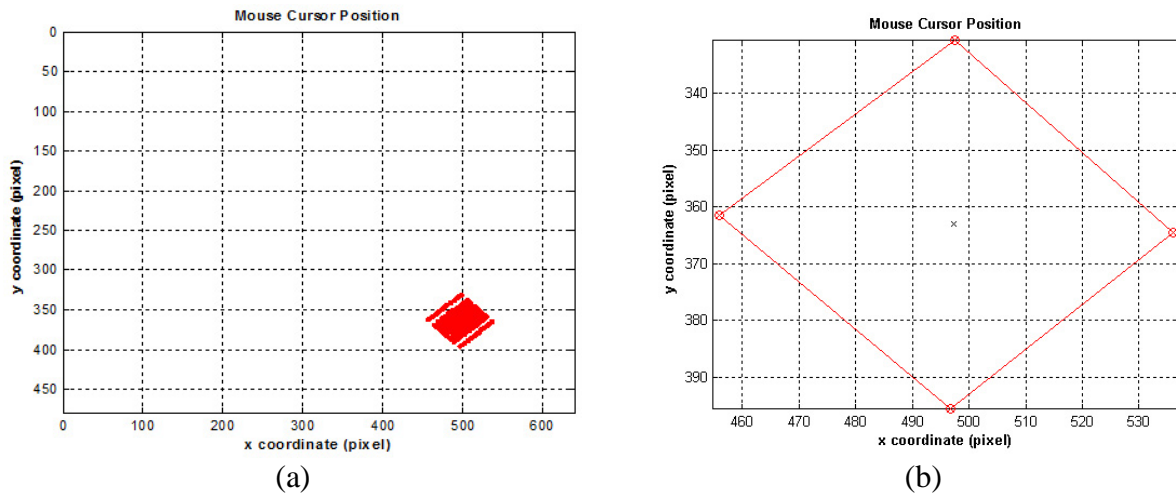 Mouse Cursor Position
0
50
100
150
200
250
300
350
400
450
y coordinate (pixel)
0 100 200 300 400 500 600
x coordinate (pixel)
(a)
Mouse Cursor Position
340
350
360
370
380
390
y coordinate (pixel)
460 470 480 490 500 510 520 530
x coordinate (pixel)
(b)